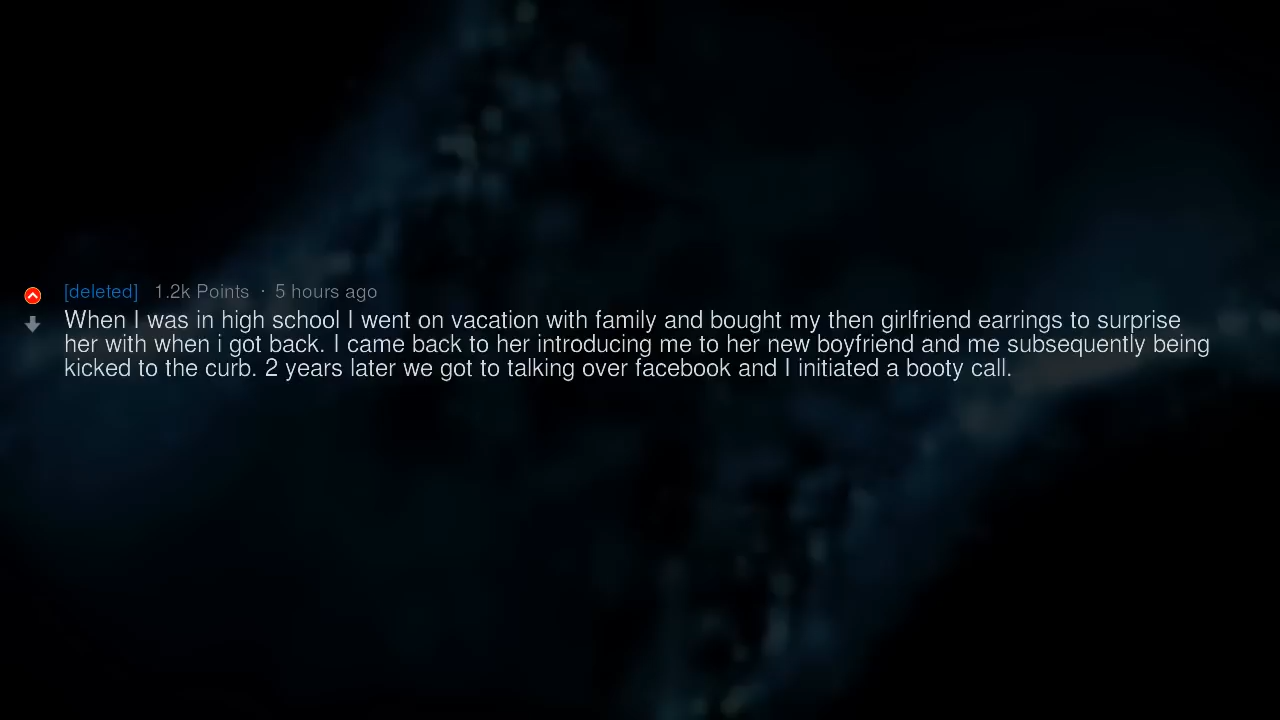 [deleted] 1.2k Points · 5 hours ago
When I was in high school I went on vacation with family and bought my then girlfriend earrings to surprise
her with when i got back. I came back to her introducing me to her new boyfriend and me subsequently being
kicked to the curb. 2 years later we got to talking over facebook and I initiated a booty call.